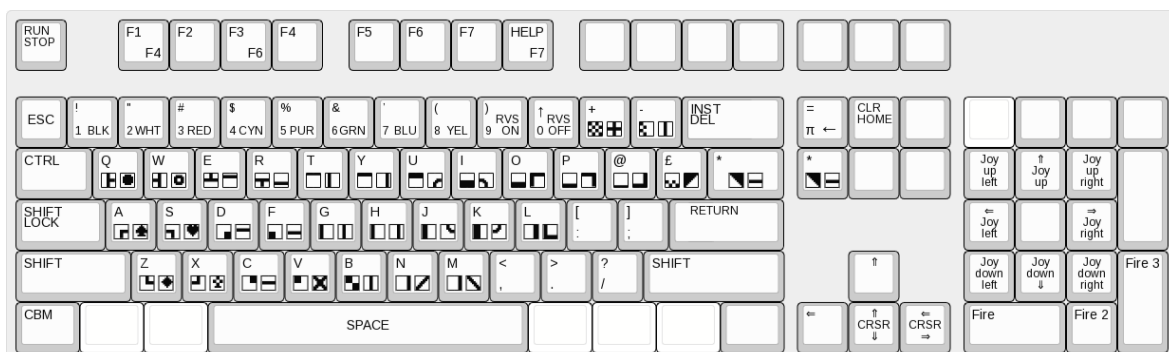 RUN STOP F1 F4 F2 F3 F6 F4 F5 F6 F7 HELP F7
ESC ! 1 BLK " 2 WHT # 3 RED $ 4 CYN % 5 PUR & 6 GRN ' 7 BLU ( 8 YEL ) 9 RVS ON ↑ 0 RVS OFF + - INST DEL = π ← CLR HOME
CTRL Q W E R T Y U I O P @ £ * * Joy up left ⇑ Joy up Joy up right
SHIFT LOCK A S D F G H J K L [ : ] ; RETURN ⇐ Joy left ⇒ Joy right
SHIFT Z X C V B N M < , > . ? / SHIFT ⇑ Joy down left Joy down ⇓ Joy down right Fire 3
CBM SPACE ⇐ ⇑ CRSR ⇓ ⇐ CRSR ⇒ Fire Fire 2